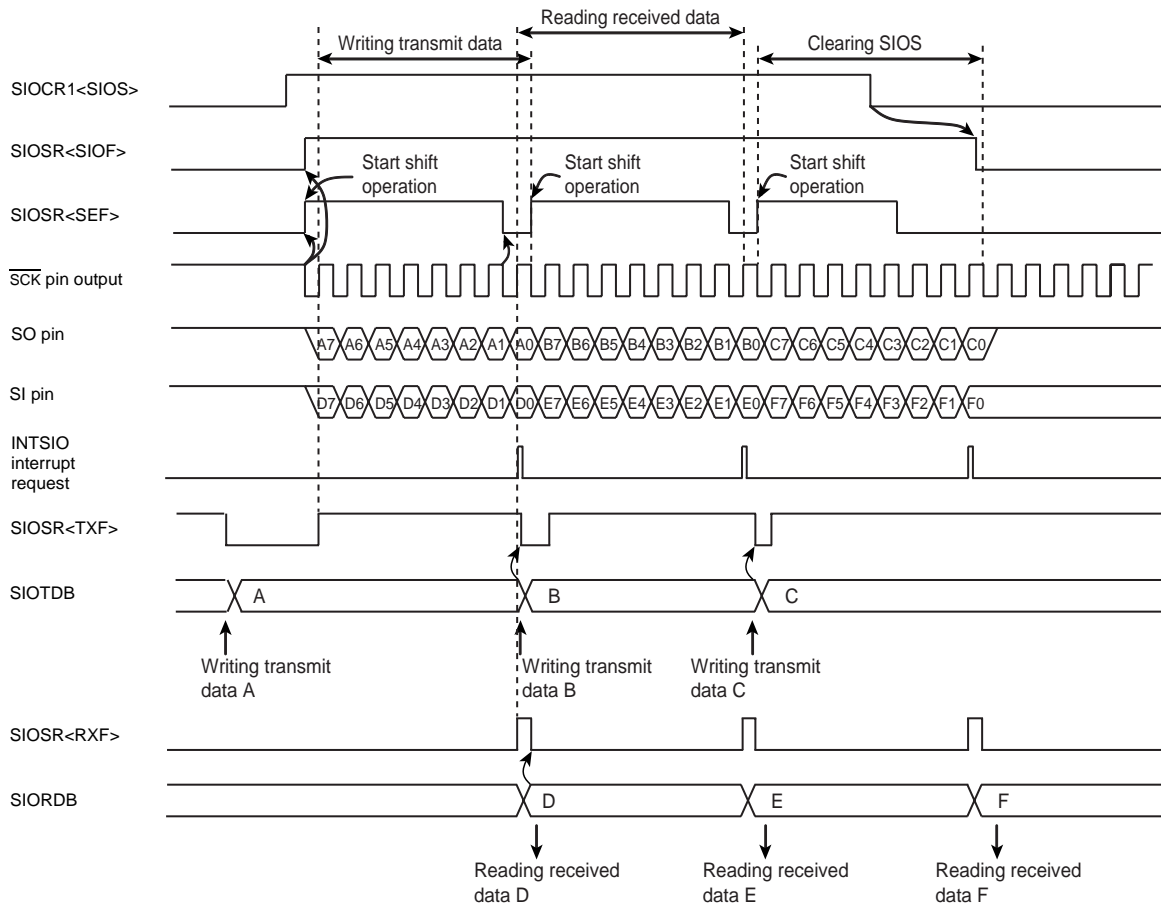 Reading received data
Writing transmit data
Clearing SIOS
SIOCR1<SIOS>
SIOSR<SIOF>
Start shift
operation
Start shift
operation
Start shift
operation
SIOSR<SEF>
SCK pin output
SO pin
A7 A6 A5 A4 A3 A2 A1 A0 B7 B6 B5 B4 B3 B2 B1 B0 C7 C6 C5 C4 C3 C2 C1 C0
SI pin
D7 D6 D5 D4 D3 D2 D1 D0 E7 E6 E5 E4 E3 E2 E1 E0 F7 F6 F5 F4 F3 F2 F1 F0
INTSIO
interrupt
request
SIOSR<TXF>
SIOTDB
A
B
C
Writing transmit
data A
Writing transmit
data B
Writing transmit
data C
SIOSR<RXF>
SIORDB
D
E
F
Reading received
data D
Reading received
data E
Reading received
data F